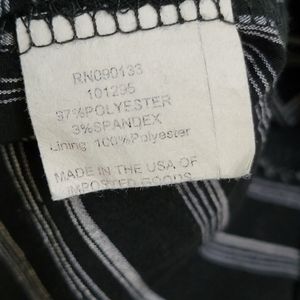 RN090133
101295
97%POLYESTER
3%SPANDEX
Lining: 100%Polyester
MADE IN THE USA OF
IMPORTED GOODS